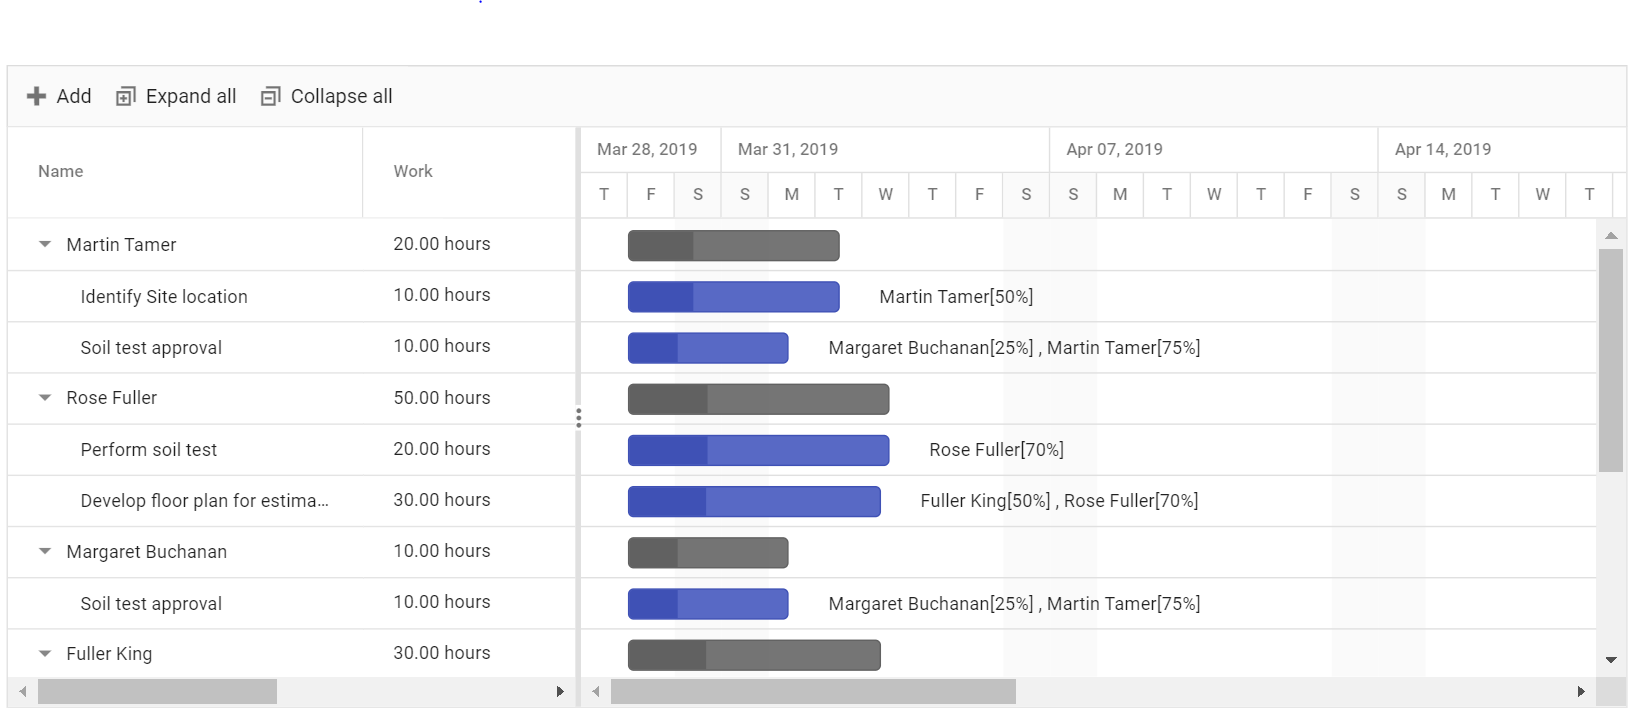 Add Expand all Collapse all
Mar 28, 2019 Mar 31, 2019 Apr 07, 2019 Apr 14, 2019
Name Work
T F S S M T W T F S S M T W T F S S M T W T
Martin Tamer 20.00 hours
Identify Site location 10.00 hours Martin Tamer[50%]
Soil test approval 10.00 hours Margaret Buchanan[25%] , Martin Tamer[75%]
Rose Fuller 50.00 hours
Perform soil test 20.00 hours Rose Fuller[70%]
Develop floor plan for estima... 30.00 hours Fuller King[50%] , Rose Fuller[70%]
Margaret Buchanan 10.00 hours
Soil test approval 10.00 hours Margaret Buchanan[25%] , Martin Tamer[75%]
Fuller King 30.00 hours